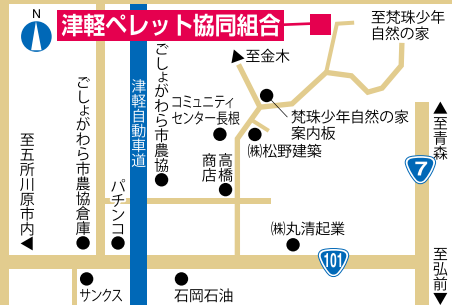 N
津軽ペレット協同組合
至梵珠少年
自然の家
▲至金木
ごしょがわら市農協
津軽自動車道
ごしょがわら市農協倉庫
コミュニティ
センター長根
梵珠少年自然の家
案内板
㈱松野建築
高橋
商店
パチンコ
至五所川原市内▲
▲至青森
7
㈱丸清起業
101
至弘前▼
サンクス
石岡石油